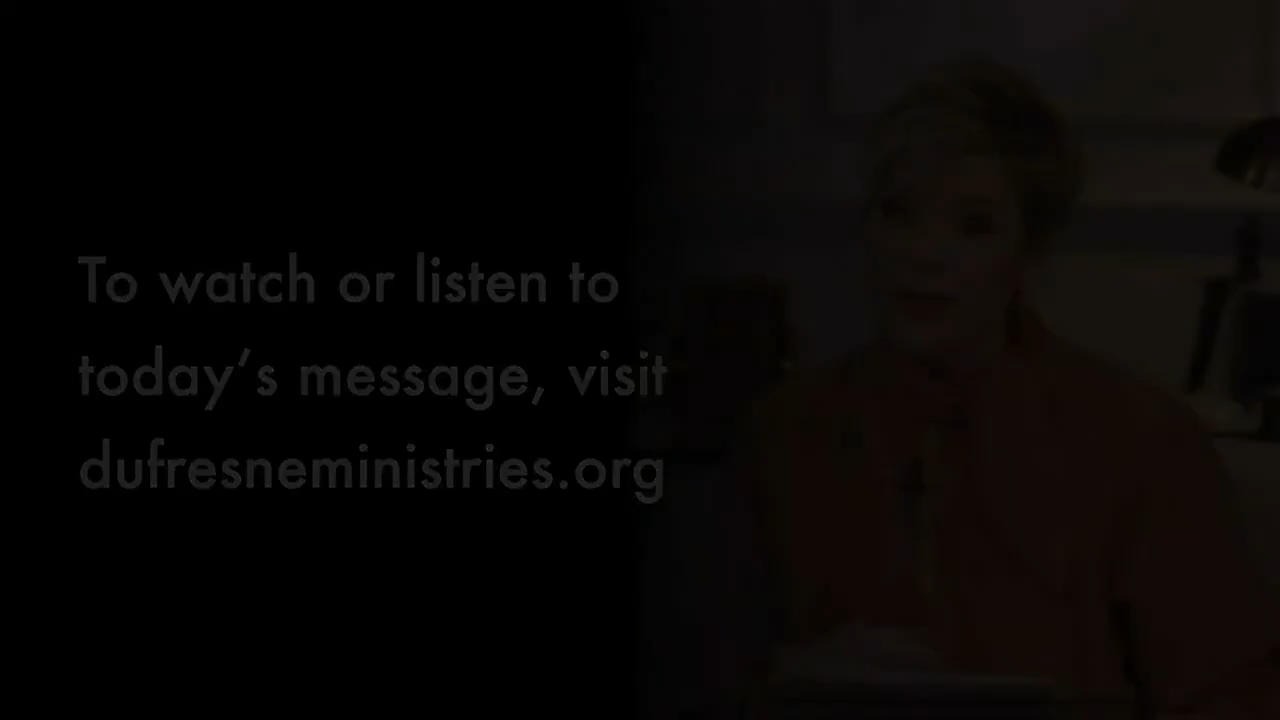 To watch or listen to
today’s message, visit
dufresneministries.org